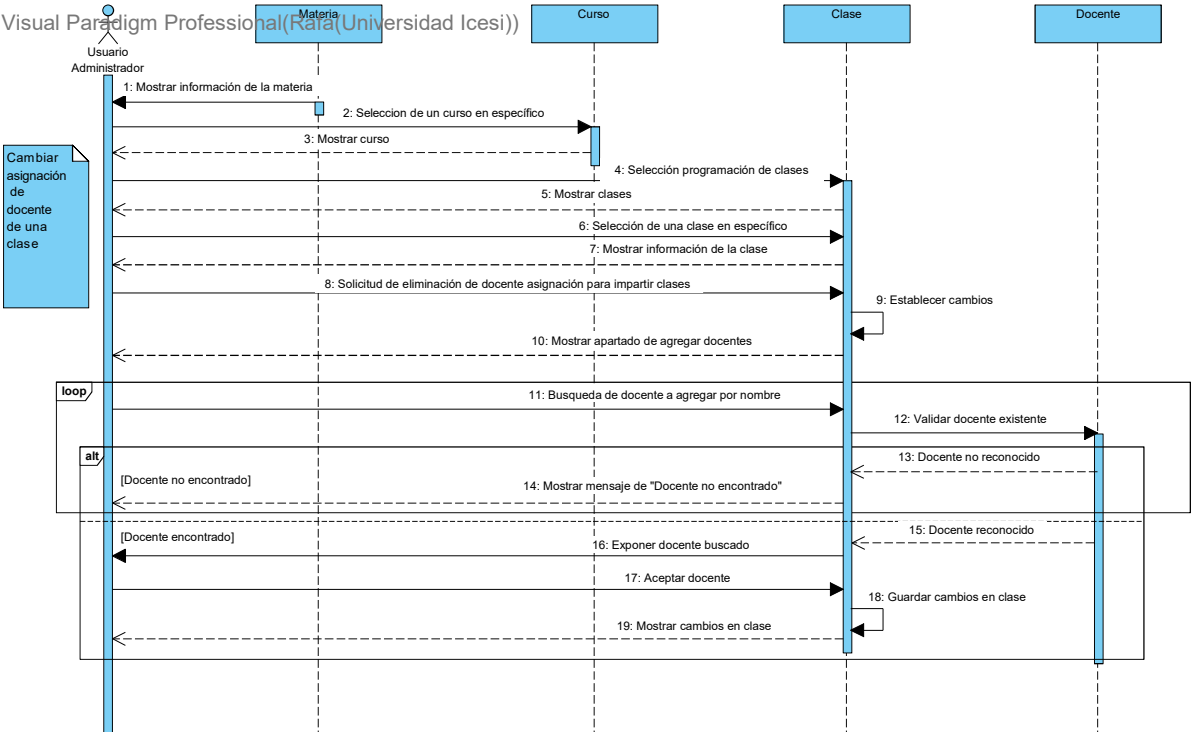 Visual Paradigm Professional(Rafa(Universidad Icesi))
Materia
Curso
Clase
Docente
Usuario
Administrador
1: Mostrar información de la materia
2: Seleccion de un curso en específico
3: Mostrar curso
Cambiar
asignación
de
docente
de una
clase
4: Selección programación de clases
5: Mostrar clases
6: Selección de una clase en específico
7: Mostrar información de la clase
8: Solicitud de eliminación de docente asignación para impartir clases
9: Establecer cambios
10: Mostrar apartado de agregar docentes
loop
11: Busqueda de docente a agregar por nombre
12: Validar docente existente
alt
13: Docente no reconocido
[Docente no encontrado]
14: Mostrar mensaje de "Docente no encontrado"
15: Docente reconocido
[Docente encontrado]
16: Exponer docente buscado
17: Aceptar docente
18: Guardar cambios en clase
19: Mostrar cambios en clase